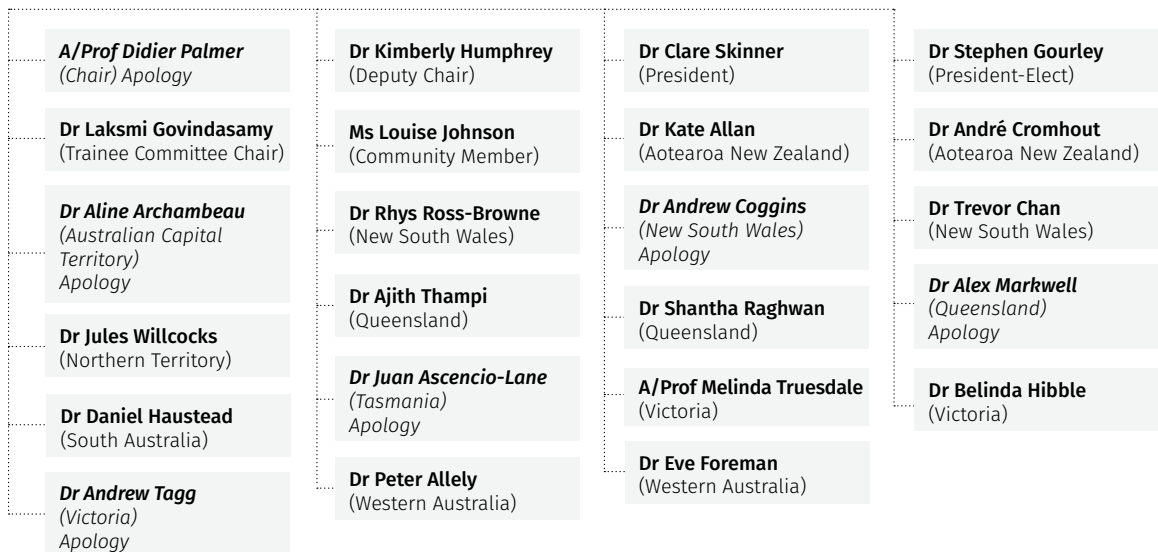 A/Prof Didier Palmer
(Chair) Apology
Dr Laksmi Govindasamy
(Trainee Committee Chair)
Dr Aline Archambeau
(Australian Capital
Territory)
Apology
Dr Jules Willcocks
(Northern Territory)
Dr Daniel Haustead
(South Australia)
Dr Andrew Tagg
(Victoria)
Apology
Dr Kimberly Humphrey
(Deputy Chair)
Ms Louise Johnson
(Community Member)
Dr Rhys Ross-Browne
(New South Wales)
Dr Ajith Thampi
(Queensland)
Dr Juan Ascencio-Lane
(Tasmania)
Apology
Dr Peter Allely
(Western Australia)
Dr Clare Skinner
(President)
Dr Kate Allan
(Aotearoa New Zealand)
Dr Andrew Coggins
(New South Wales)
Apology
Dr Shantha Raghwan
(Queensland)
A/Prof Melinda Truesdale
(Victoria)
Dr Eve Foreman
(Western Australia)
Dr Stephen Gourley
(President-Elect)
Dr André Cromhout
(Aotearoa New Zealand)
Dr Trevor Chan
(New South Wales)
Dr Alex Markwell
(Queensland)
Apology
Dr Belinda Hibble
(Victoria)